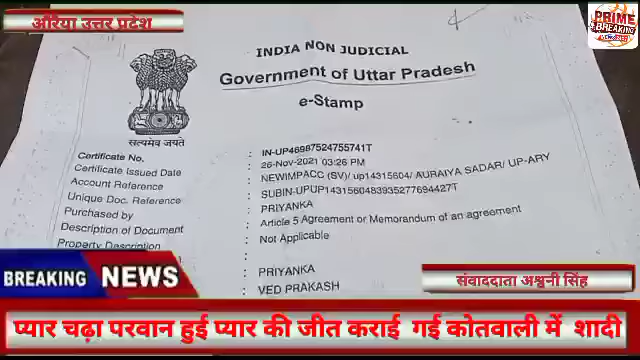 औरैया उत्तर प्रदेश
PRIME
BREAKING
NEWS
INDIA NON JUDICIAL
Government of Uttar Pradesh
e-Stamp
सत्यमेव जयते
Certificate No. : IN-UP46987524755741T
Certificate Issued Date : 26-Nov-2021 03:26 PM
Account Reference : NEWIMPACC (SV)/ up14315604/ AURAIYA SADAR/ UP-ARY
Unique Doc. Reference : SUBIN-UPUP1431560483935277694427T
Purchased by : PRIYANKA
Description of Document : Article 5 Agreement or Memorandum of an agreement
Property Description : Not Applicable
:
: PRIYANKA
: VED PRAKASH
BREAKING NEWS
संवाददाता अश्वनी सिंह
प्यार चढ़ा परवान हुई प्यार की जीत कराई गई कोतवाली में शादी